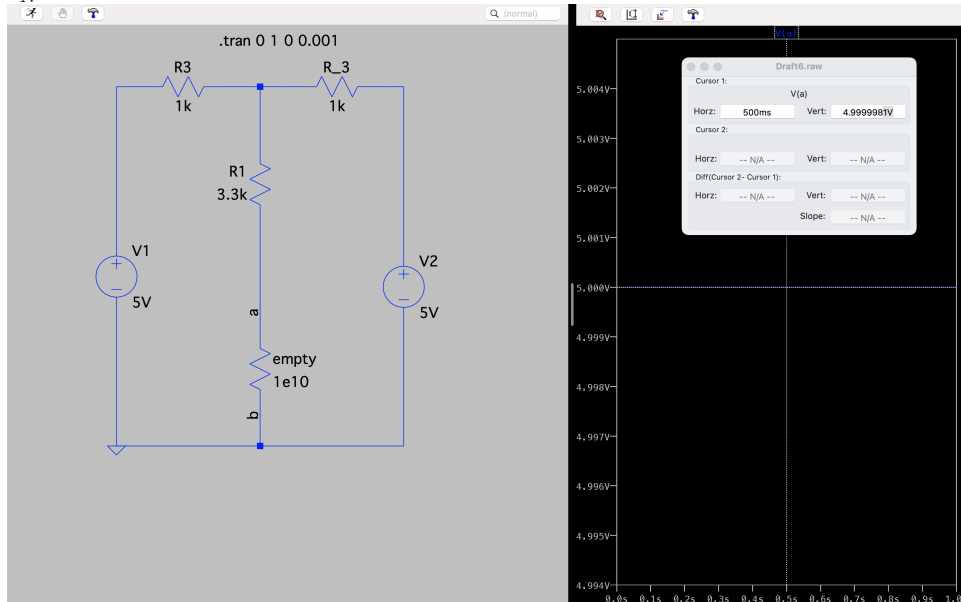 (normal)
.tran 0 1 0 0.001
R3
1k
R_3
1k
R1
3.3k
V1
5V
V2
5V
a
empty
1e10
b
V(a)
5.004V
5.003V
5.002V
5.001V
5.000V
4.999V
4.998V
4.997V
4.996V
4.995V
4.994V
0.0s 0.1s 0.2s 0.3s 0.4s 0.5s 0.6s 0.7s 0.8s 0.9s 1.0
Draft6.raw
Cursor 1:
V(a)
Horz: 500ms Vert: 4.9999981V
Cursor 2:
Horz: -- N/A -- Vert: -- N/A --
Diff(Cursor 2- Cursor 1):
Horz: -- N/A -- Vert: -- N/A --
Slope: -- N/A --